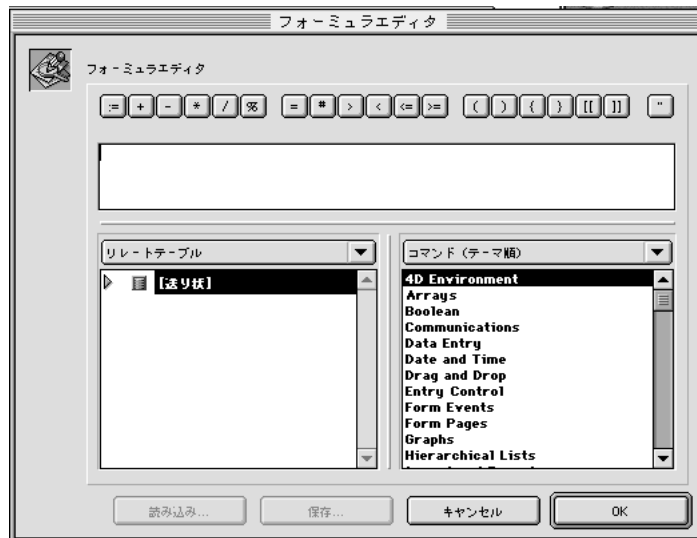 フォーミュラエディタ
フォーミュラエディタ
:= + - * / % = # > < <= >= ( ) { } [[ ]] "
リレートテーブル
コマンド (テーマ順)
[送り状]
4D Environment
Arrays
Boolean
Communications
Data Entry
Date and Time
Drag and Drop
Entry Control
Form Events
Form Pages
Graphs
Hierarchical Lists
読み込み...
保存...
キャンセル
OK